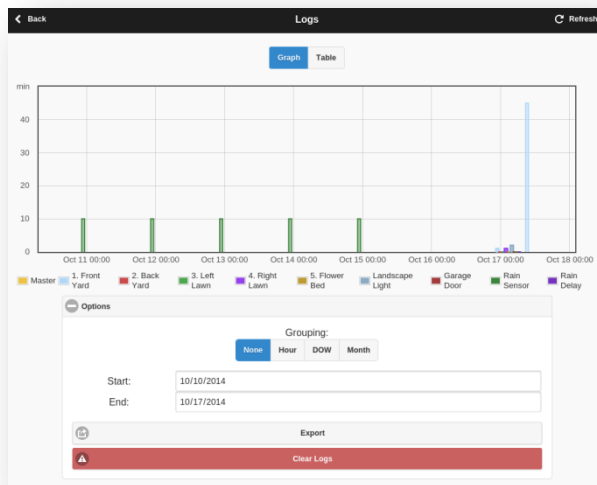 Back Logs Refresh
Graph Table
min
40
30
20
10
0
Oct 11 00:00 Oct 12 00:00 Oct 13 00:00 Oct 14 00:00 Oct 15 00:00 Oct 16 00:00 Oct 17 00:00 Oct 18 00:00
Master 1. Front Yard 2. Back Yard 3. Left Lawn 4. Right Lawn 5. Flower Bed Landscape Light Garage Door Rain Sensor Rain Delay
Options
Grouping:
None Hour DOW Month
Start: 10/10/2014
End: 10/17/2014
Export
Clear Logs